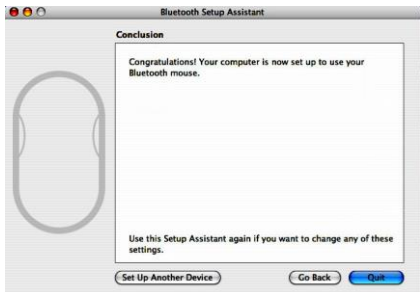 Bluetooth Setup Assistant
Conclusion
Congratulations! Your computer is now set up to use your
Bluetooth mouse.
Use this Setup Assistant again if you want to change any of these
settings.
Set Up Another Device
Go Back
Quit